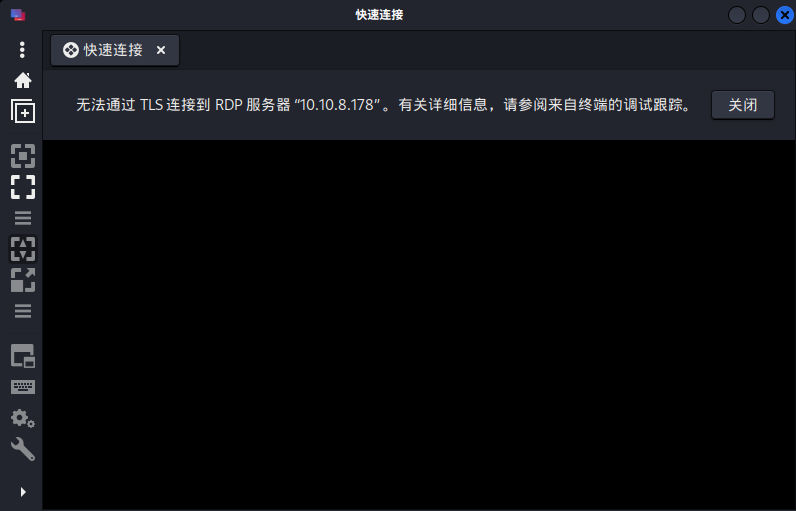 快速连接
快速连接
无法通过 TLS 连接到 RDP 服务器 “10.10.8.178” 。有关详细信息，请参阅来自终端的调试跟踪。
关闭